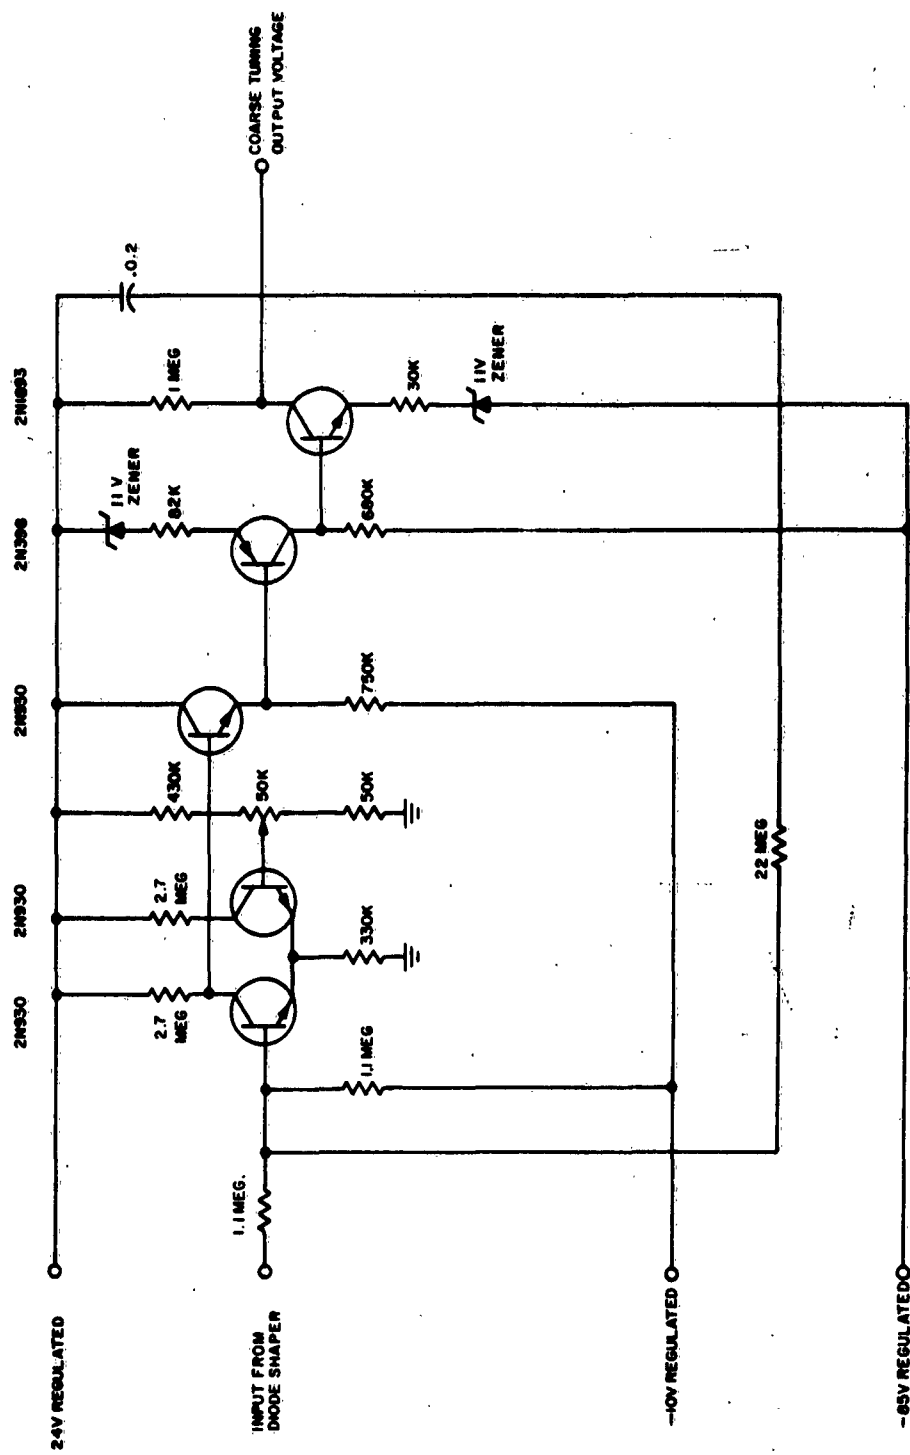 2N930
2N930
2N930
2N398
2N1893
24V REGULATED
2.7
MEG
2.7
MEG
430K
11 V
ZENER
82K
1 MEG
.0.2
COARSE TUNING
OUTPUT VOLTAGE
INPUT FROM
DIODE SHAPER
1.1 MEG.
50K
1.1 MEG
330K
50K
750K
680K
30K
11V
ZENER
-10V REGULATED
22 MEG
-85V REGULATED